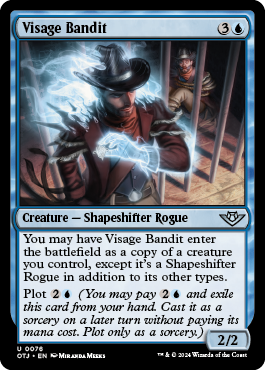 Visage Bandit 3
Creature — Shapeshifter Rogue
You may have Visage Bandit enter
the battlefield as a copy of a creature
you control, except it's a Shapeshifter
Rogue in addition to its other types.
Plot 2 (You may pay 2 and exile
this card from your hand. Cast it as a
sorcery on a later turn without paying its
mana cost. Plot only as a sorcery.)
2/2
U 0076
OTJ • EN Miranda Meeks
™ & © 2024 Wizards of the Coast